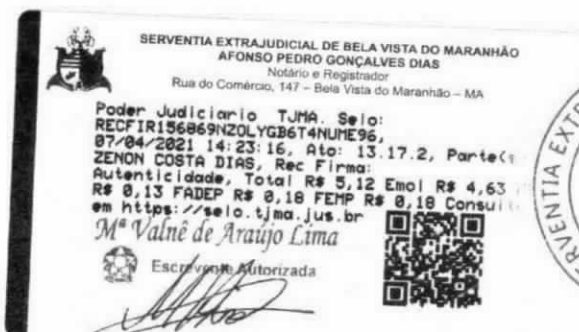 SERVENTIA EXTRAJUDICIAL DE BELA VISTA DO MARANHÃO
AFONSO PEDRO GONÇALVES DIAS
Notário e Registrador
Rua do Comércio, 147 – Bela Vista do Maranhão – MA
Poder Judiciario TJMA. Selo:
RECFIR156869NZOLYGB6T4NUME96,
07/04/2021 14:23:16, Ato: 13.17.2, Parte(
ZENON COSTA DIAS, Rec Firma:
Autenticidade, Total R$ 5,12 Emol R$ 4,63
R$ 0,13 FADEP R$ 0,18 FEMP R$ 0,18 Consul
em https://selo.tjma.jus.br
Mª Valnê de Araújo Lima
Escrevente Autorizada